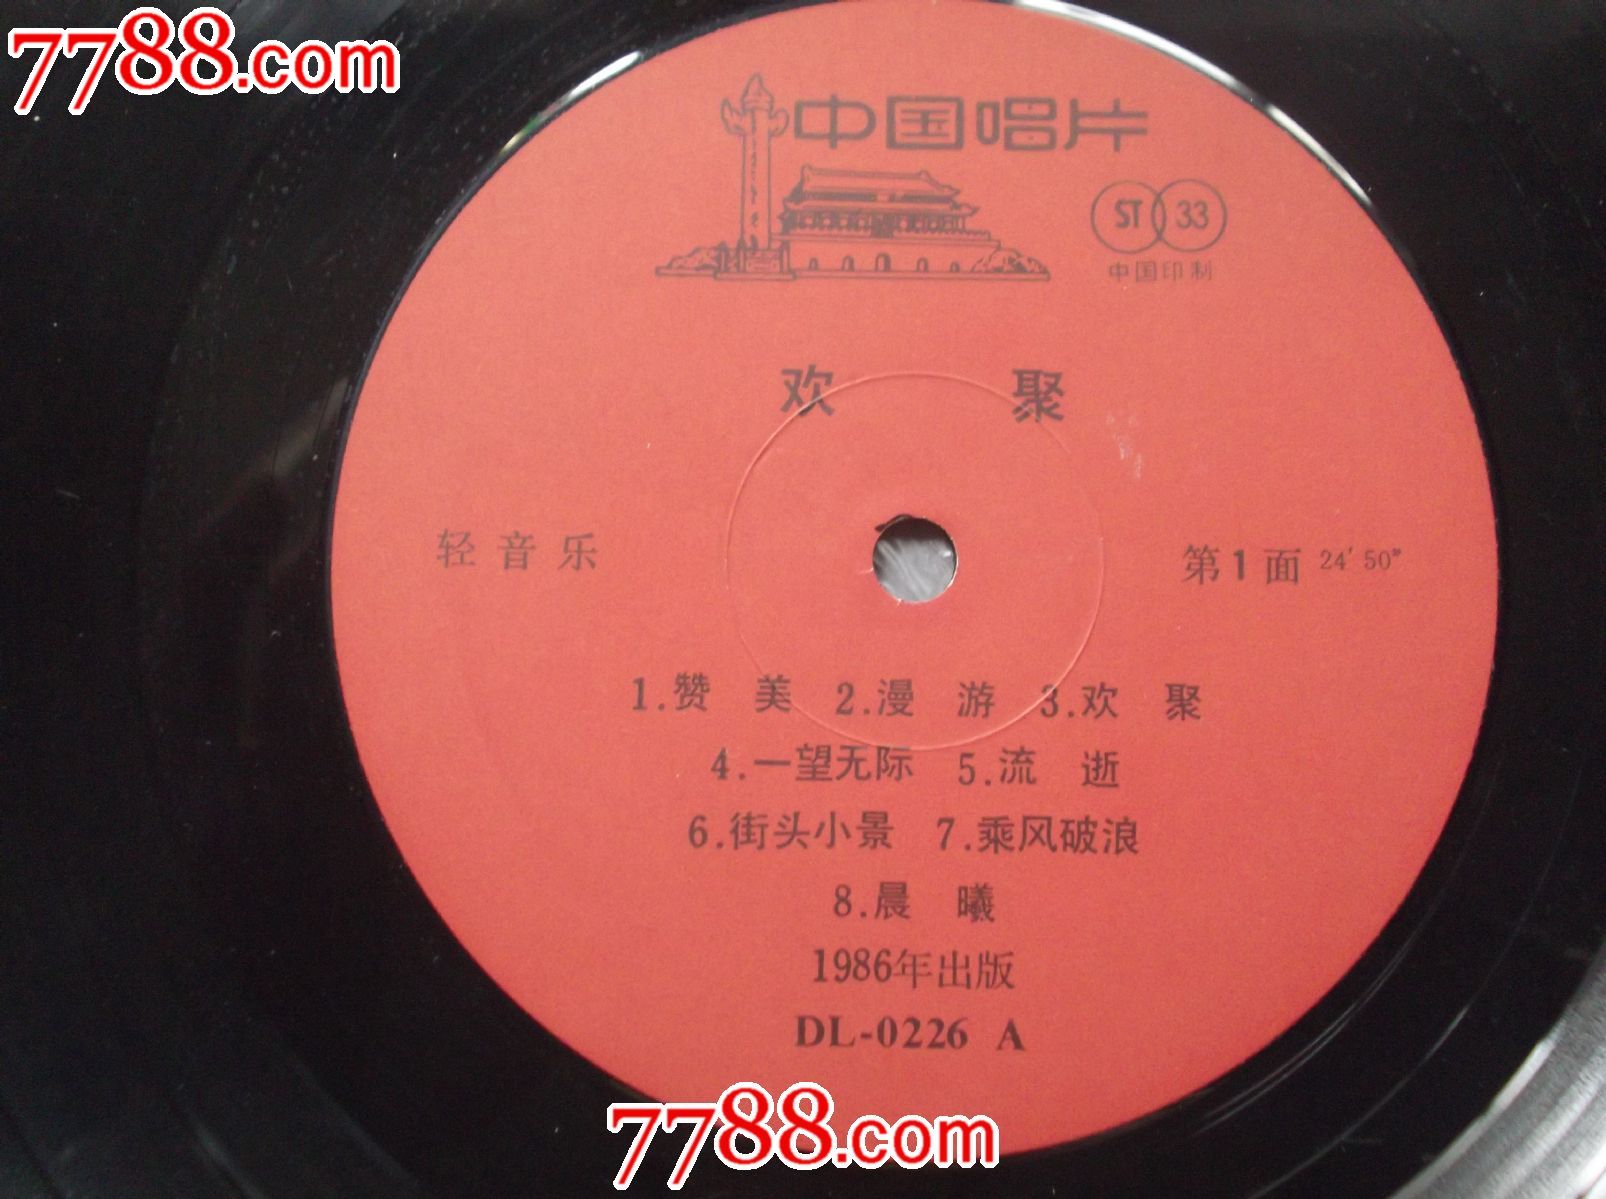 7788.com
中国唱片
ST 33
中国印制
欢 聚
轻音乐 第1面 24′50″
1.赞 美 2.漫 游 3.欢 聚
4.一望无际 5.流 逝
6.街头小景 7.乘风破浪
8.晨 曦
1986年出版
DL-0226 A
7788.com